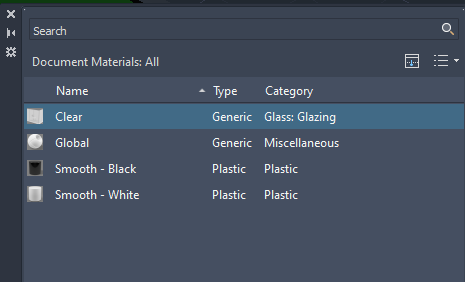 Search
Document Materials: All
Name Type Category
Clear Generic Glass: Glazing
Global Generic Miscellaneous
Smooth - Black Plastic Plastic
Smooth - White Plastic Plastic